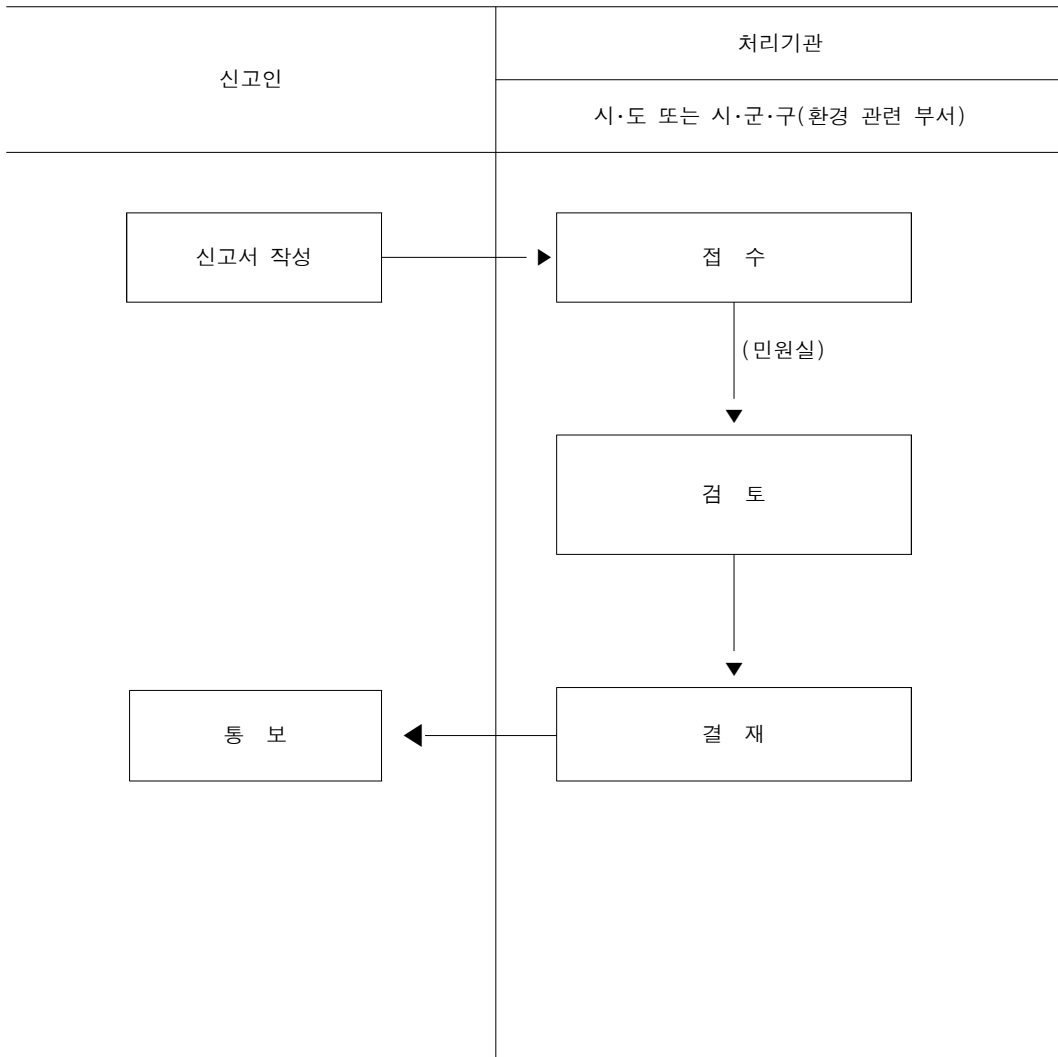 신고인
처리기관
시·도 또는 시·군·구(환경 관련 부서)
신고서 작성
접 수
(민원실)
검 토
결 재
통 보